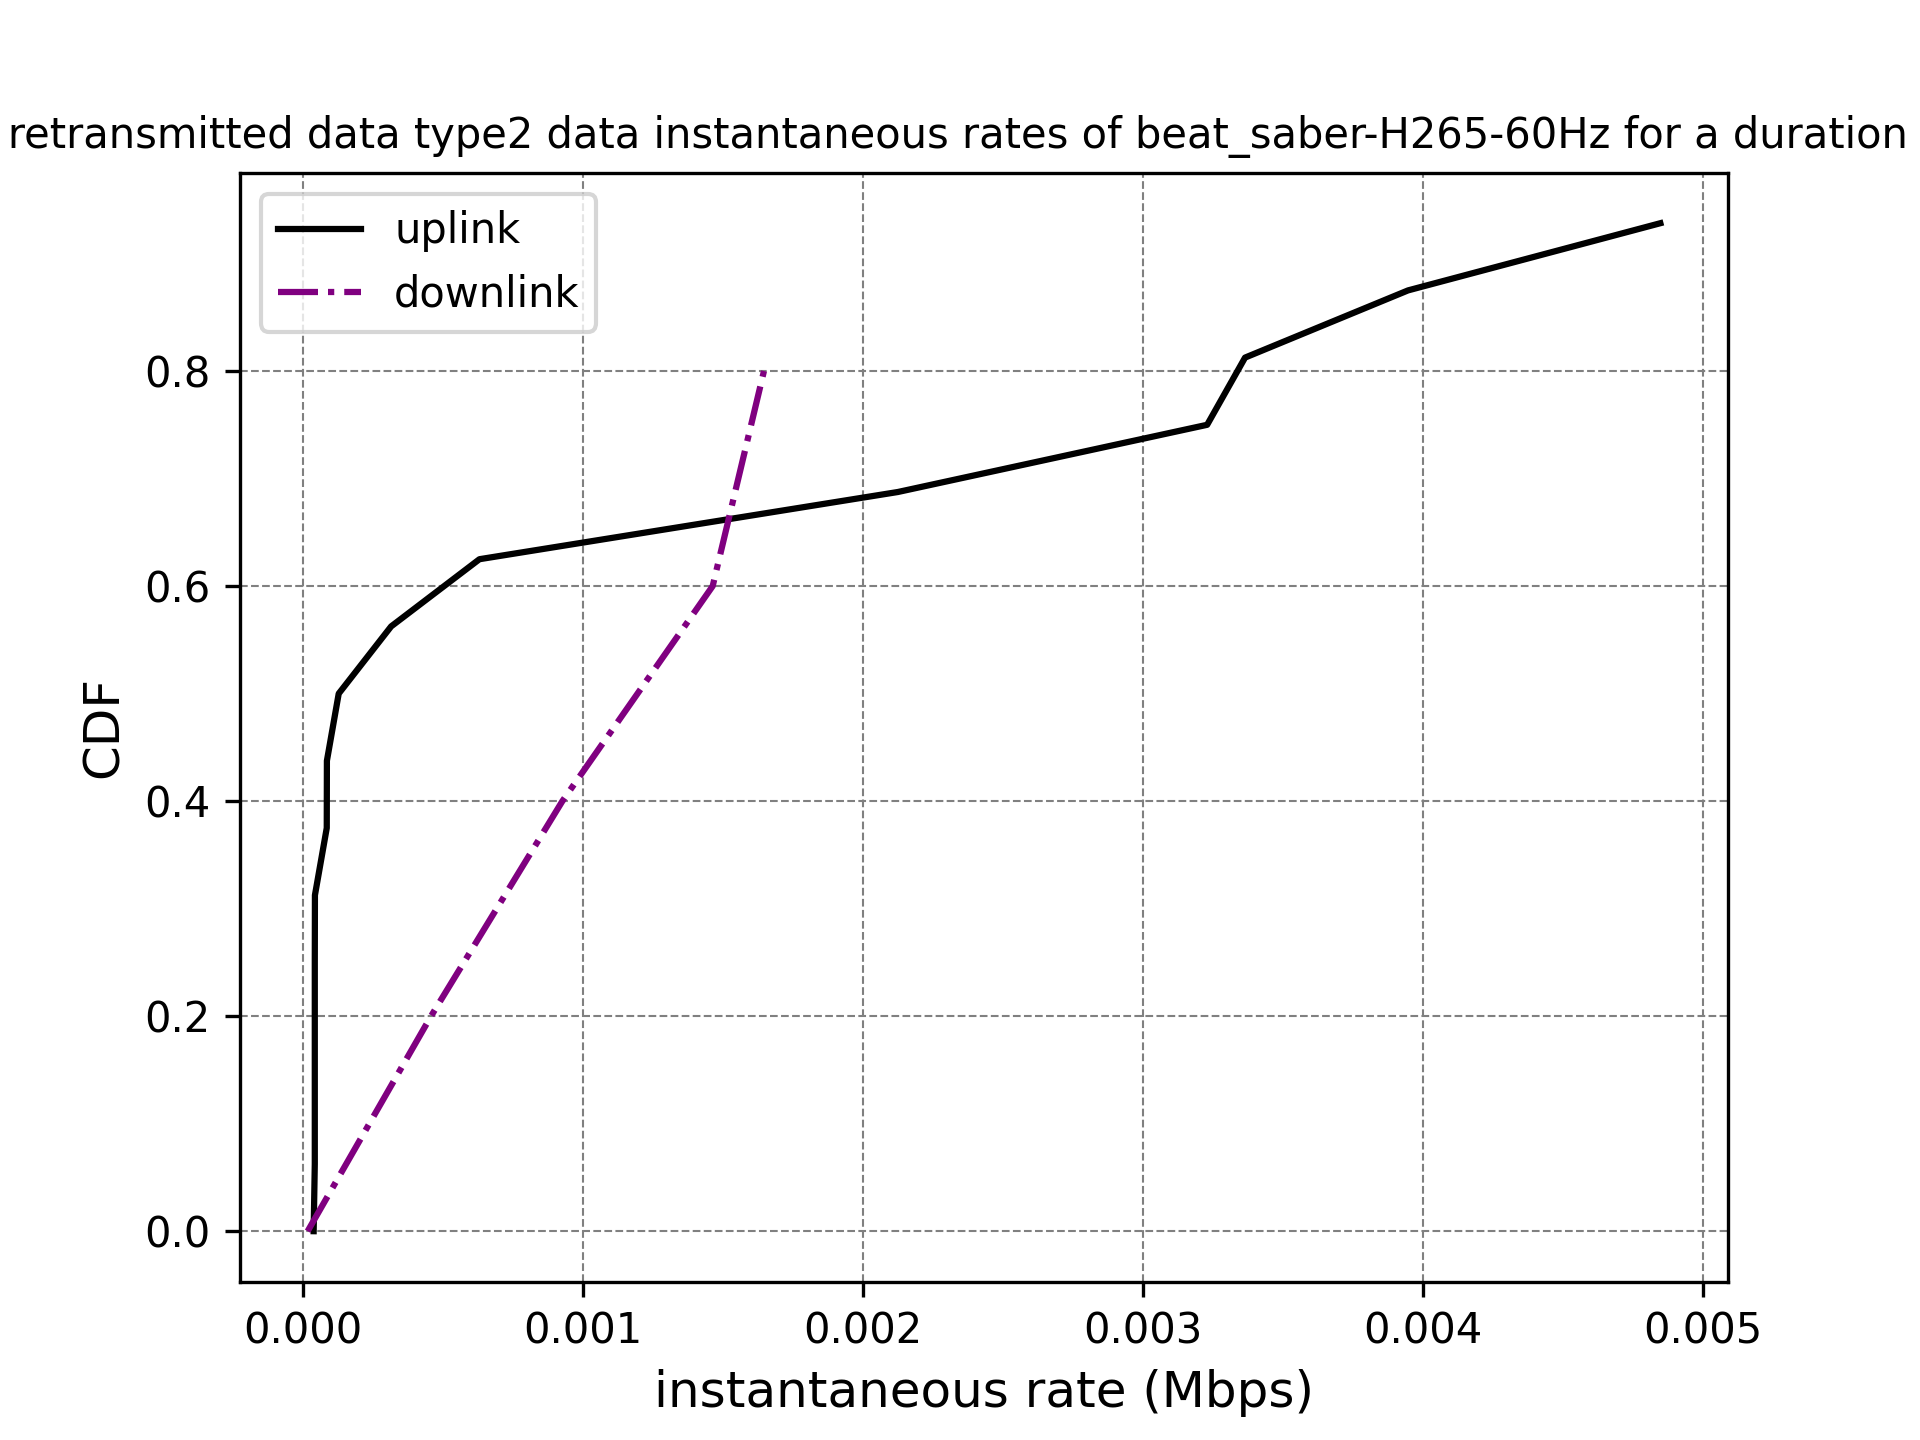 retransmitted data type2 data instantaneous rates of beat_saber-H265-60Hz for a duration
uplink
downlink
CDF
0.8
0.6
0.4
0.2
0.0
0.000 0.001 0.002 0.003 0.004 0.005
instantaneous rate (Mbps)